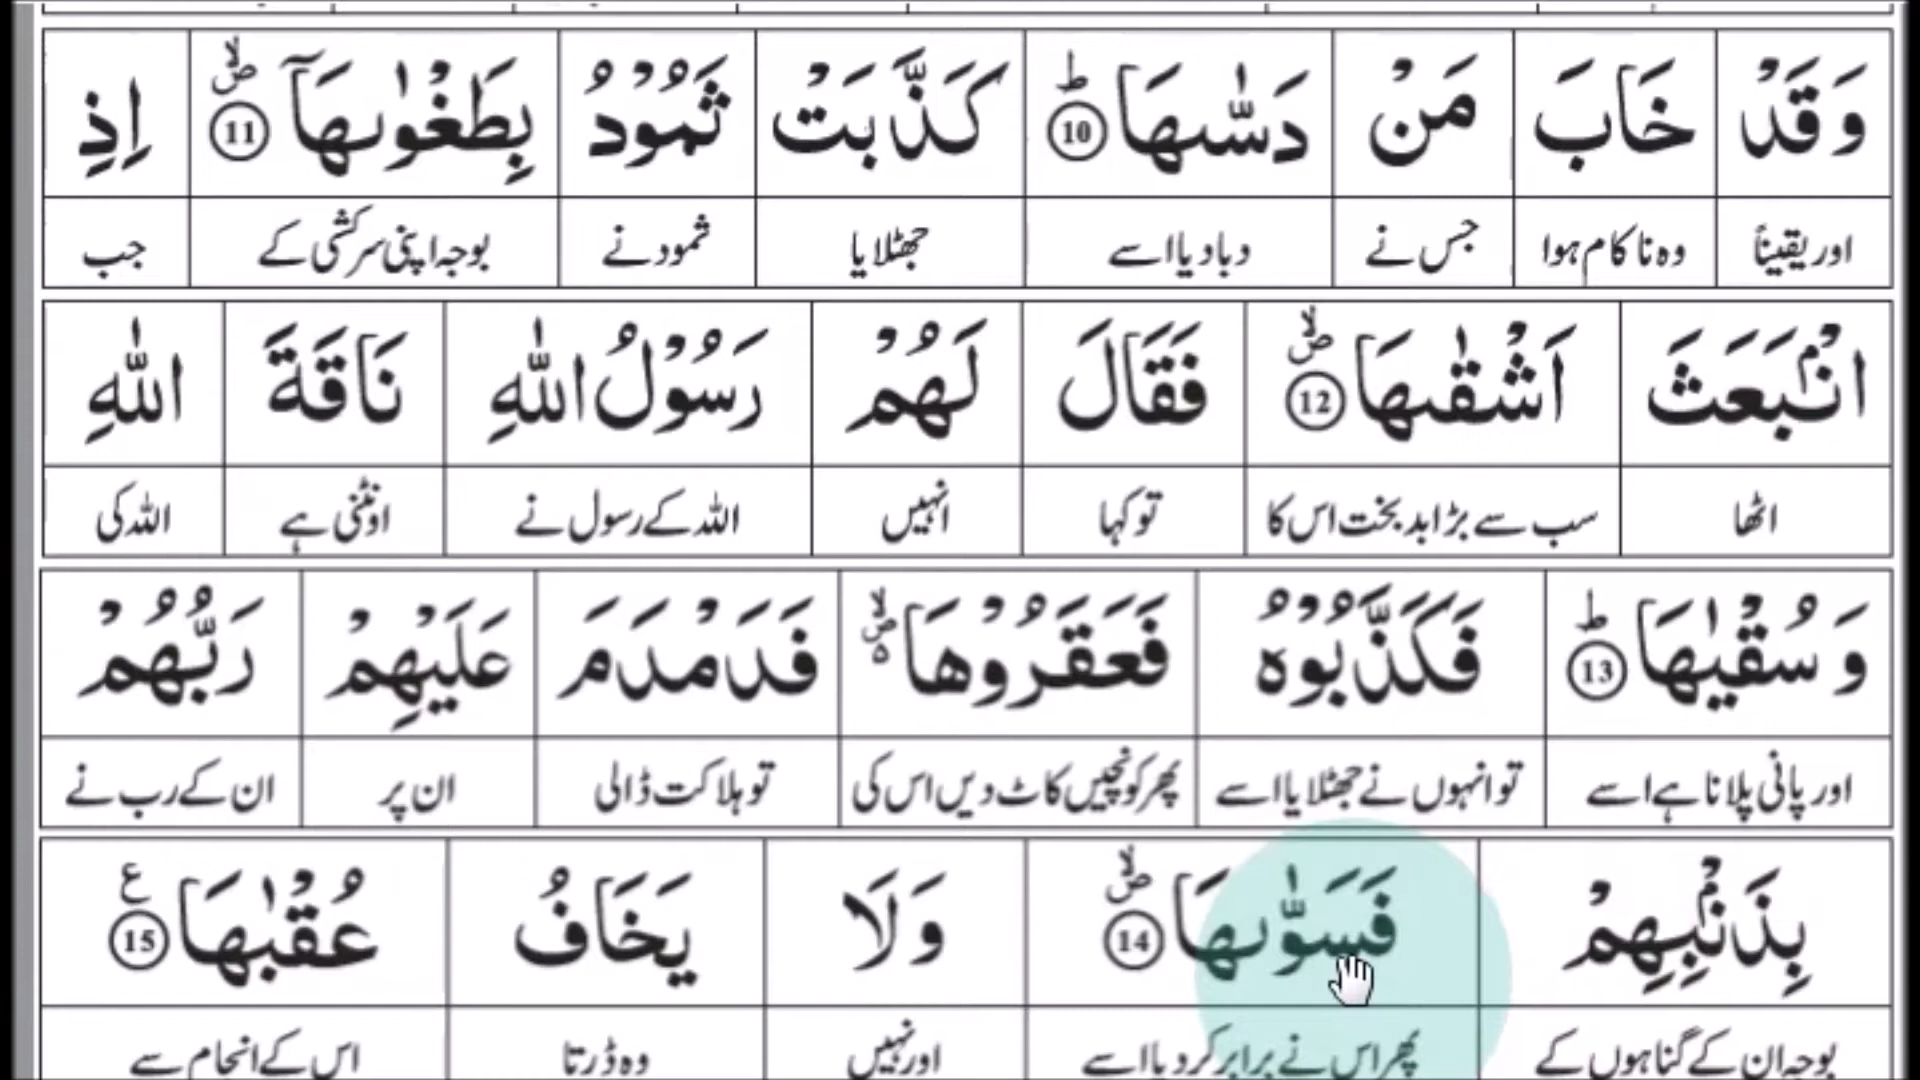 وَقَدْ خَابَ مَنْ دَسّٰىهَا ؕ 10 كَذَّبَتْ ثَمُوْدُ بِطَغْوٰىهَاۤ ۪ۙ 11 اِذِ
اور یقیناً وہ ناکام ہوا جس نے دبا دیا اسے جھٹلایا ثمود نے بوجہ اپنی سرکشی کے جب
انْۢبَعَثَ اَشْقٰىهَا ۪ۙ 12 فَقَالَ لَهُمْ رَسُوْلُ اللّٰهِ نَاقَةَ اللّٰهِ
اٹھا سب سے بڑا بدبخت اس کا تو کہا انہیں اللہ کے رسول نے اونٹنی ہے اللہ کی
وَسُقْيٰهَا ؕ 13 فَكَذَّبُوْهُ فَعَقَرُوْهَا ۪ۙ۬ فَدَمْدَمَ عَلَيْهِمْ رَبُّهُمْ
اور پانی پلانا ہے اسے تو انہوں نے جھٹلایا اسے پھر کونچیں کاٹ دیں اس کی تو ہلاکت ڈالی ان پر ان کے رب نے
بِذَنْۢبِهِمْ فَسَوّٰىهَا ۪ۙ 14 وَلَا يَخَافُ عُقْبٰهَا ع 15
بوجہ ان کے گناہوں کے پھر اس نے برابر کر دیا اسے اور نہیں وہ ڈرتا اس کے انجام سے